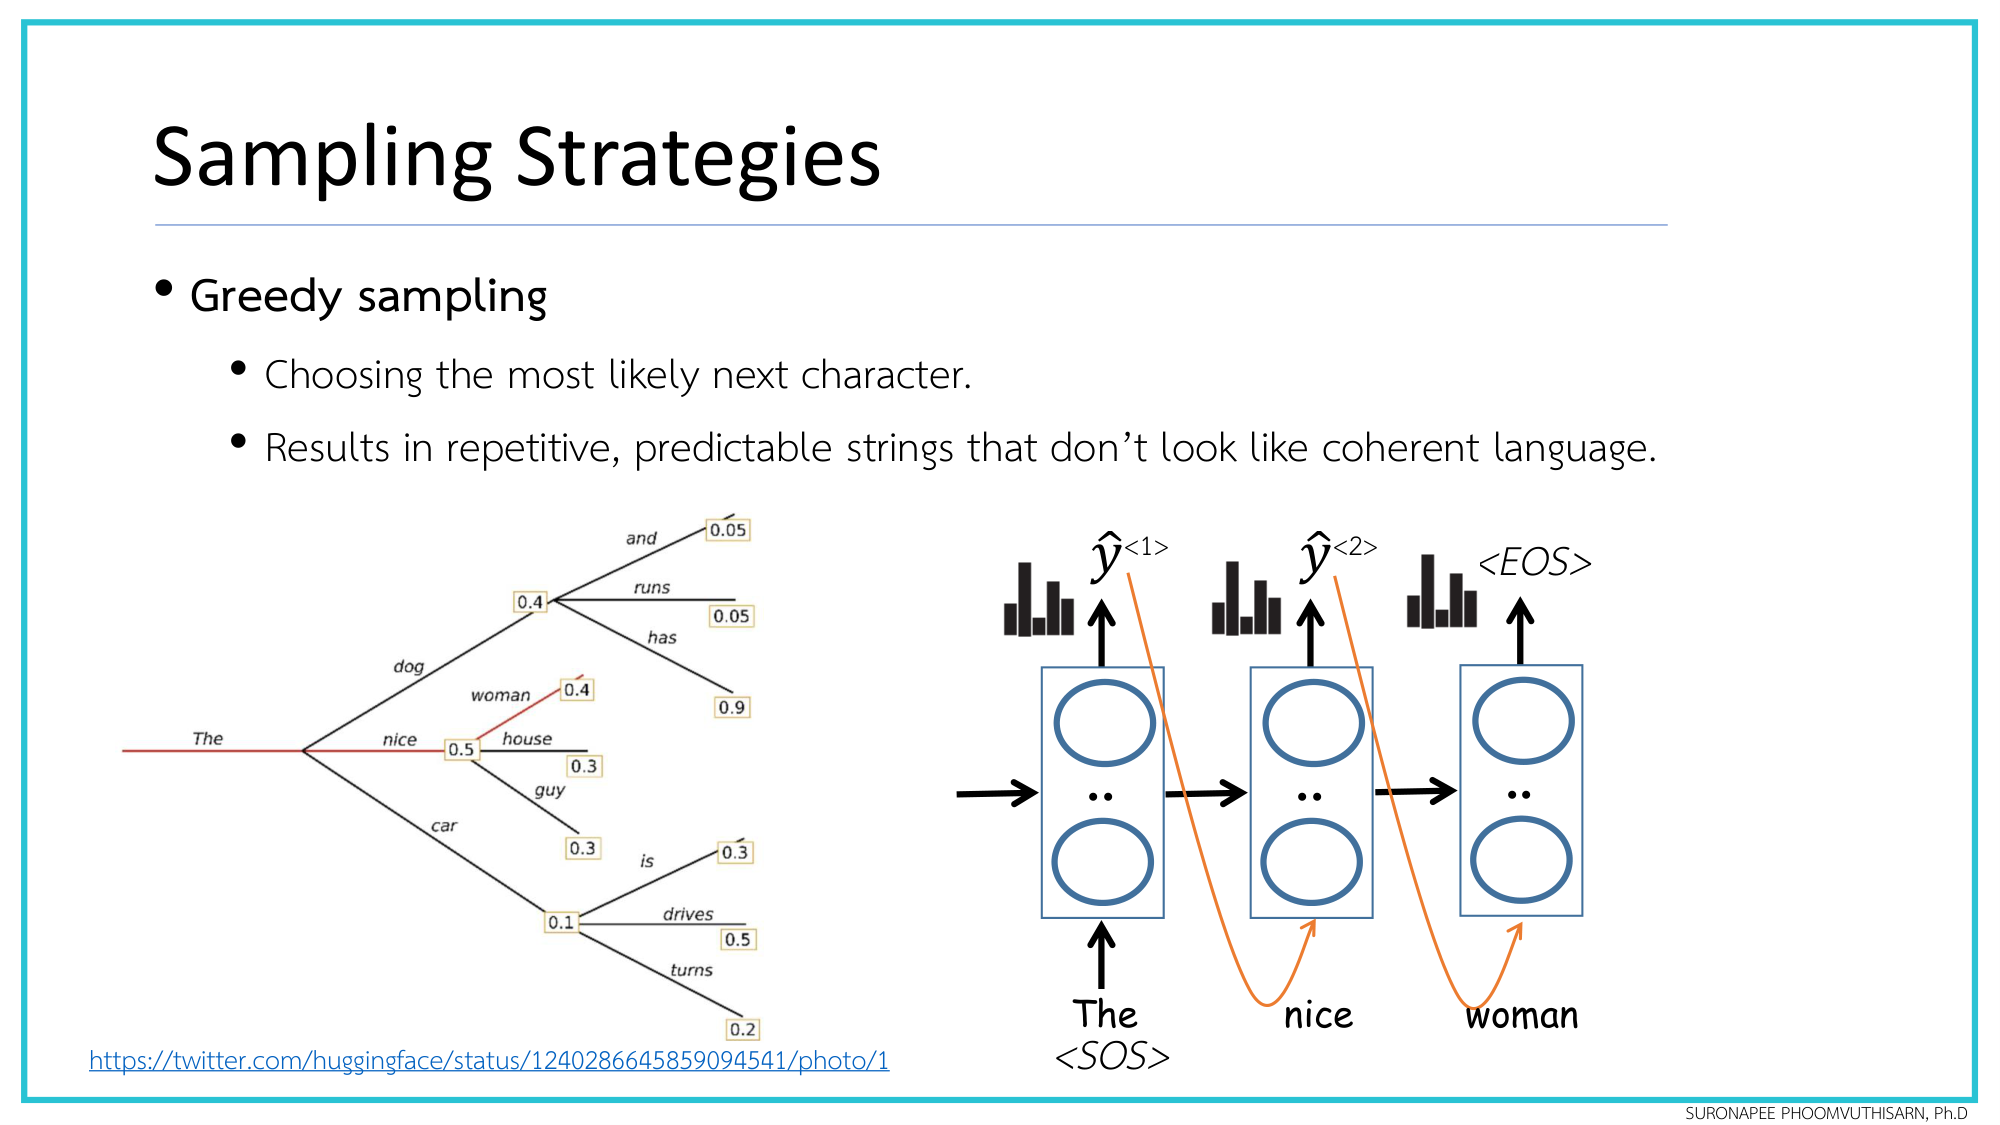 Sampling Strategies
• Greedy sampling
• Choosing the most likely next character.
• Results in repetitive, predictable strings that don’t look like coherent language.
The
dog
0.4
and
0.05
runs
0.05
has
0.9
nice
0.5
woman
0.4
house
0.3
guy
0.3
car
0.1
is
0.3
drives
0.5
turns
0.2
https://twitter.com/huggingface/status/1240286645859094541/photo/1
ŷ<1>
ŷ<2>
<EOS>
The
nice
woman
<SOS>
SURONAPEE PHOOMVUTHISARN, Ph.D